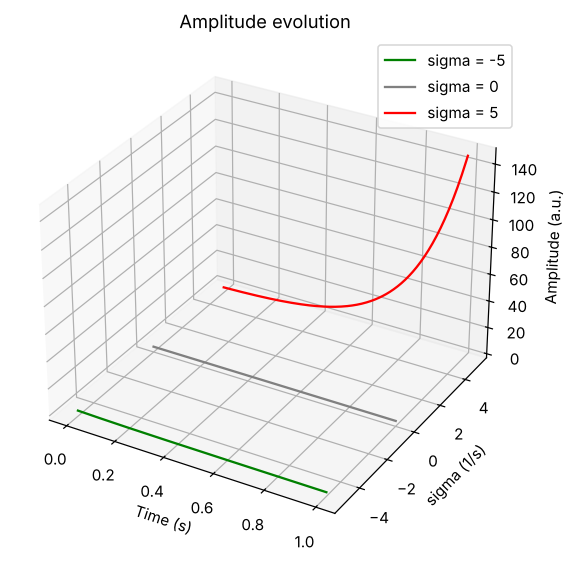 Amplitude evolution
sigma = -5
sigma = 0
sigma = 5
140
120
100
80
60
40
20
0
Amplitude (a.u.)
4
2
0
−2
−4
sigma (1/s)
0.0
0.2
0.4
0.6
0.8
1.0
Time (s)